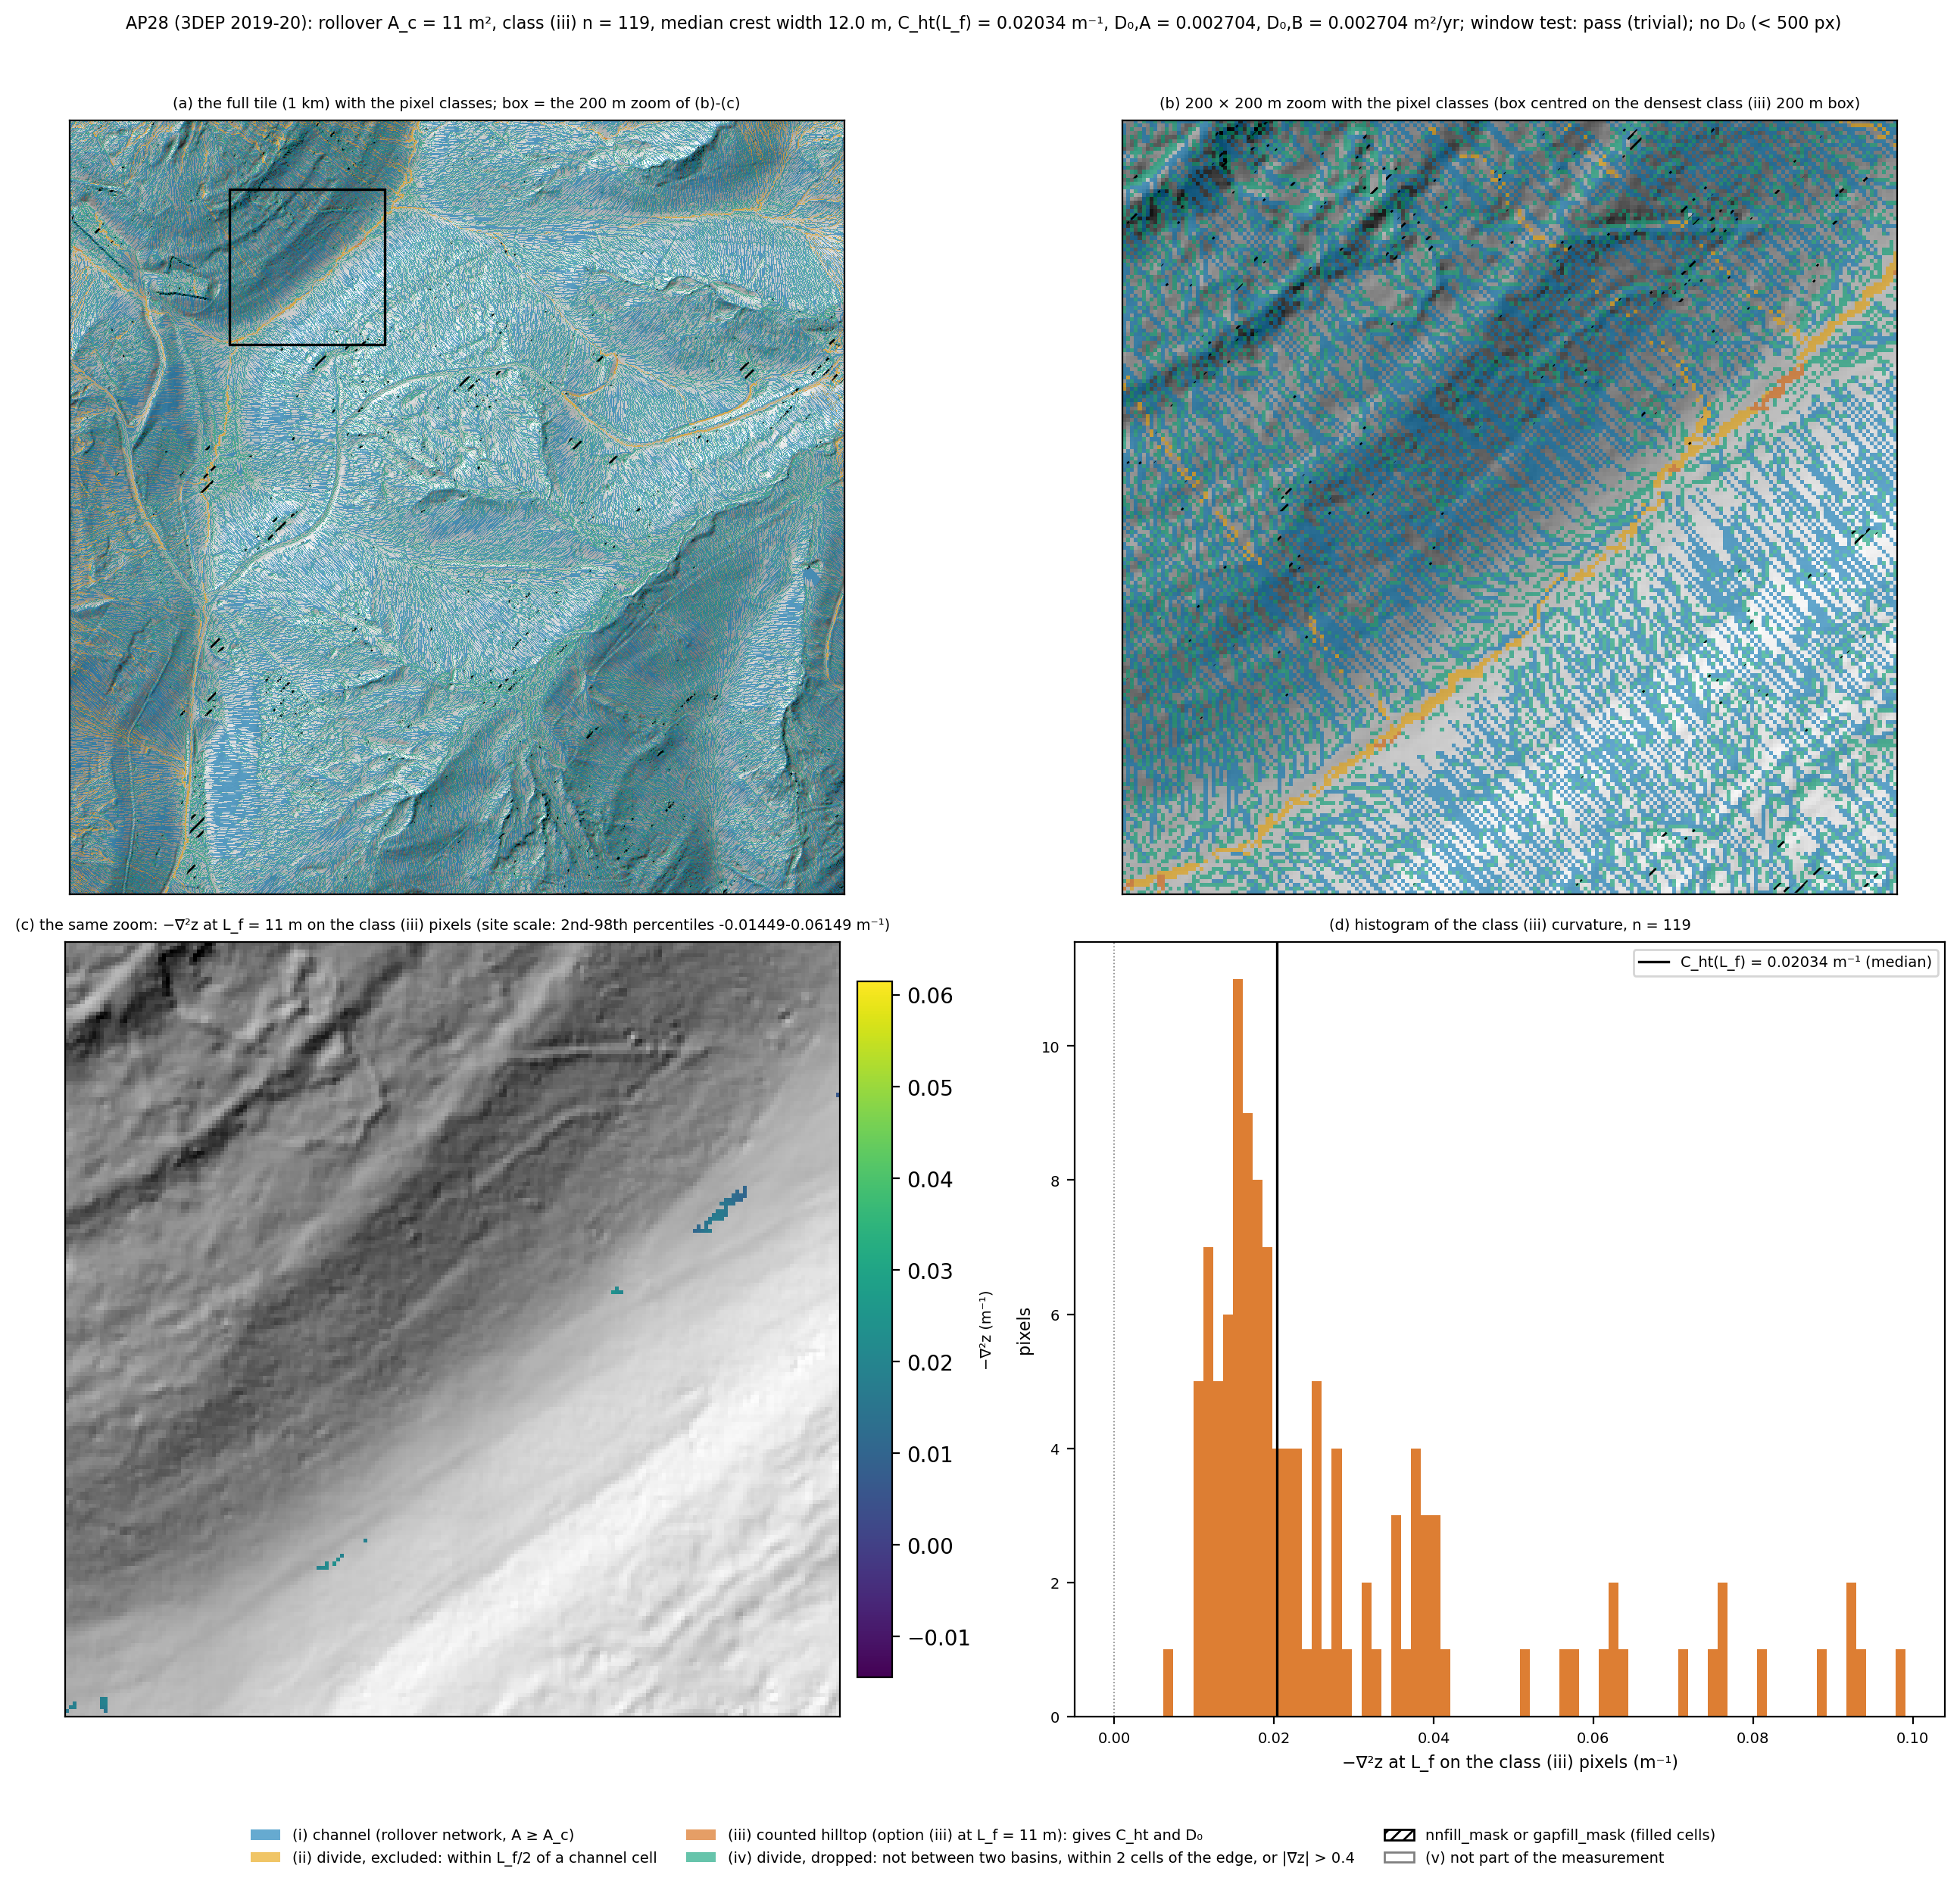 AP28 (3DEP 2019-20): rollover A_c = 11 m², class (iii) n = 119, median crest width 12.0 m, C_ht(L_f) = 0.02034 m⁻¹, D₀,A = 0.002704, D₀,B = 0.002704 m²/yr; window test: pass (trivial); no D₀ (< 500 px)
(a) the full tile (1 km) with the pixel classes; box = the 200 m zoom of (b)-(c)
(b) 200 × 200 m zoom with the pixel classes (box centred on the densest class (iii) 200 m box)
(c) the same zoom: −∇²z at L_f = 11 m on the class (iii) pixels (site scale: 2nd-98th percentiles -0.01449-0.06149 m⁻¹)
0.06
0.05
0.04
0.03
0.02
0.01
0.00
−0.01
−∇²z (m⁻¹)
(d) histogram of the class (iii) curvature, n = 119
C_ht(L_f) = 0.02034 m⁻¹ (median)
pixels
10
8
6
4
2
0
0.00
0.02
0.04
0.06
0.08
0.10
−∇²z at L_f on the class (iii) pixels (m⁻¹)
(i) channel (rollover network, A ≥ A_c)
(ii) divide, excluded: within L_f/2 of a channel cell
(iii) counted hilltop (option (iii) at L_f = 11 m): gives C_ht and D₀
(iv) divide, dropped: not between two basins, within 2 cells of the edge, or |∇z| > 0.4
nnfill_mask or gapfill_mask (filled cells)
(v) not part of the measurement